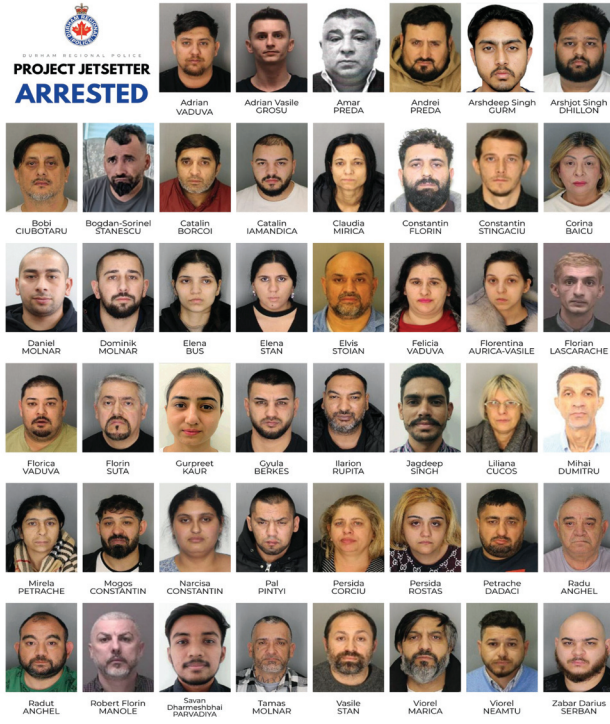 DURHAM REGIONAL POLICE
PROJECT JETSETTER
ARRESTED
Adrian
VADUVA
Adrian Vasile
GROSU
Amar
PREDA
Andrei
PREDA
Arshdeep Singh
GURM
Arshjot Singh
DHILLON
Bobi
CIUBOTARU
Bogdan-Sorinel
STANESCU
Catalin
BORCOI
Catalin
IAMANDICA
Claudia
MIRICA
Constantin
FLORIN
Constantin
STINGACIU
Corina
BAICU
Daniel
MOLNAR
Dominik
MOLNAR
Elena
BUS
Elena
STAN
Elvis
STOIAN
Felicia
VADUVA
Florentina
AURICA-VASILE
Florian
LASCARACHE
Florica
VADUVA
Florin
SUTA
Gurpreet
KAUR
Gyula
BERKES
Ilarion
RUPITA
Jagdeep
SINGH
Liliana
CUCOS
Mihai
DUMITRU
Mirela
PETRACHE
Mogos
CONSTANTIN
Narcisa
CONSTANTIN
Pal
PINTYI
Persida
CORCIU
Persida
ROSTAS
Petrache
DADACI
Radu
ANGHEL
Radut
ANGHEL
Robert Florin
MANOLE
Savan
Dharmeshbhai
PARVADIYA
Tamas
MOLNAR
Vasile
STAN
Viorel
MARICA
Viorel
NEAMTU
Zabar Darius
SERBAN